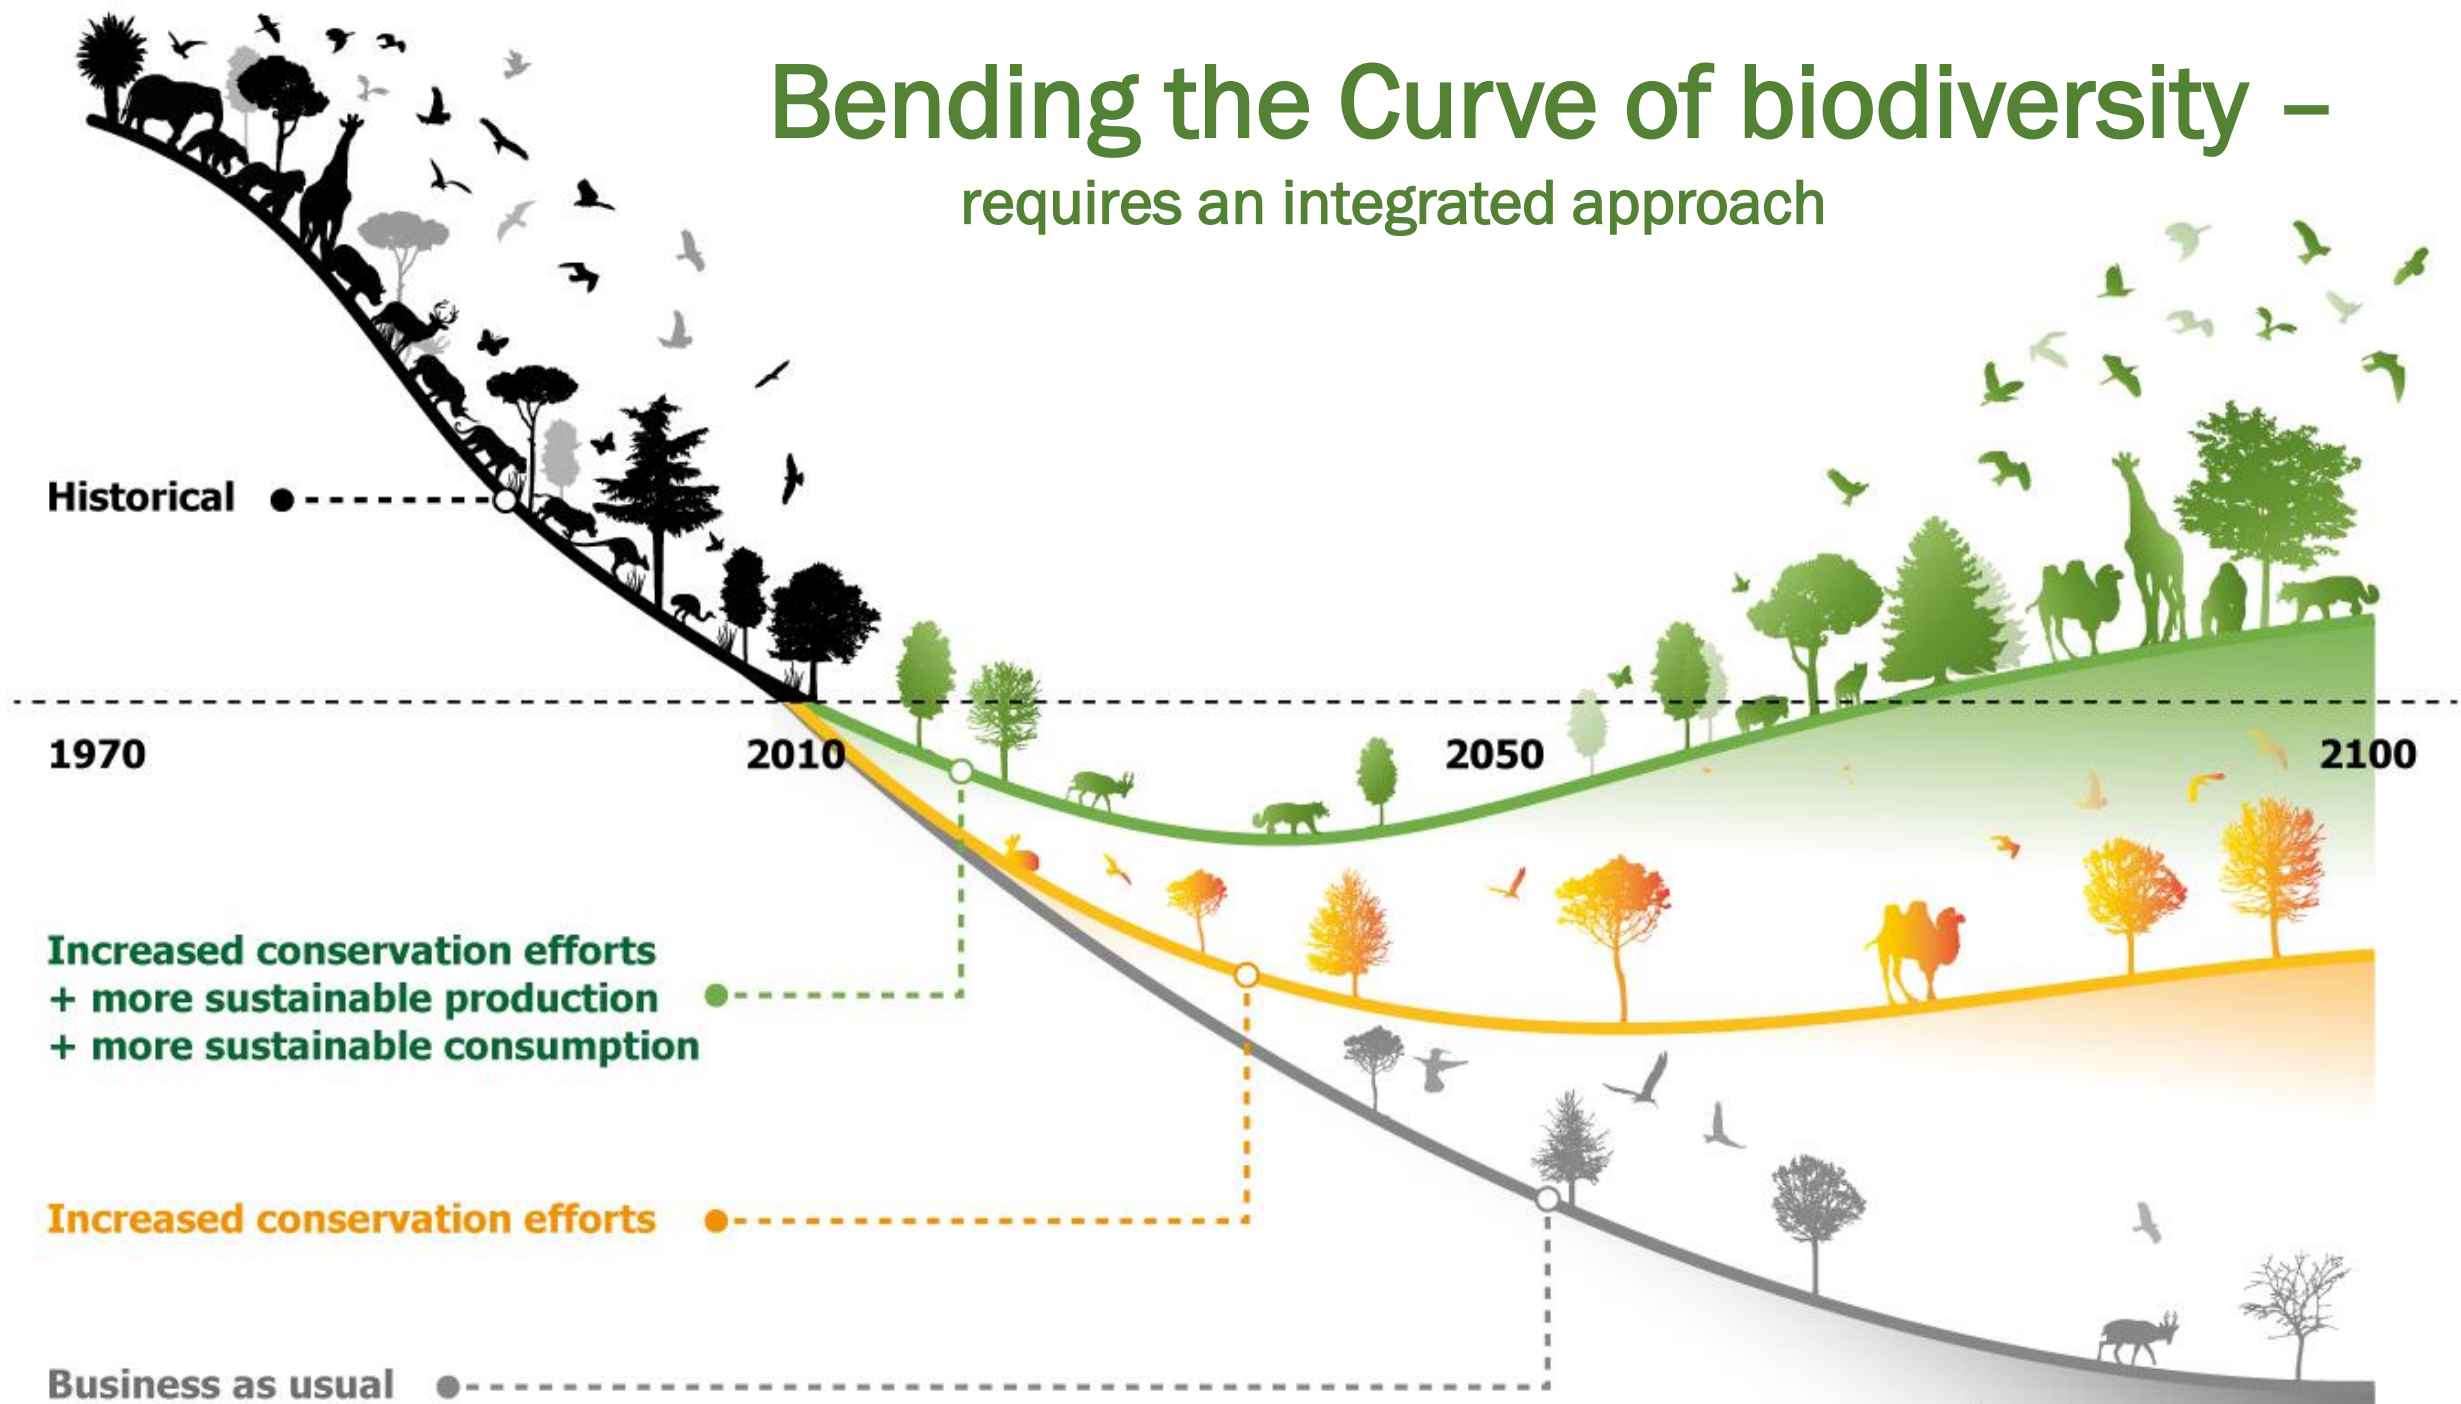 Bending the Curve of biodiversity –
requires an integrated approach
Historical
1970
2010
2050
2100
Increased conservation efforts
+ more sustainable production
+ more sustainable consumption
Increased conservation efforts
Business as usual